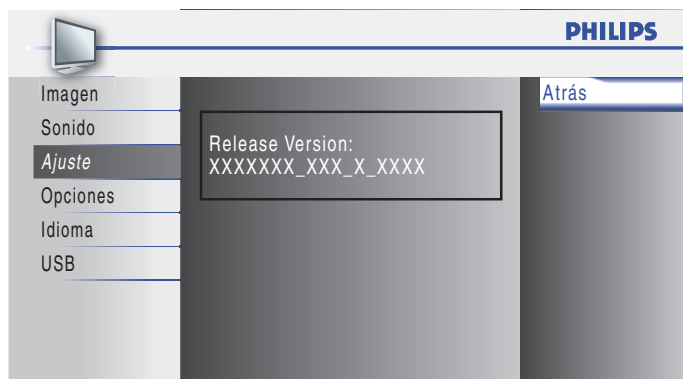 PHILIPS
Imagen
Sonido
Ajuste
Opciones
Idioma
USB
Release Version:
XXXXXXX_XXX_X_XXXX
Atrás